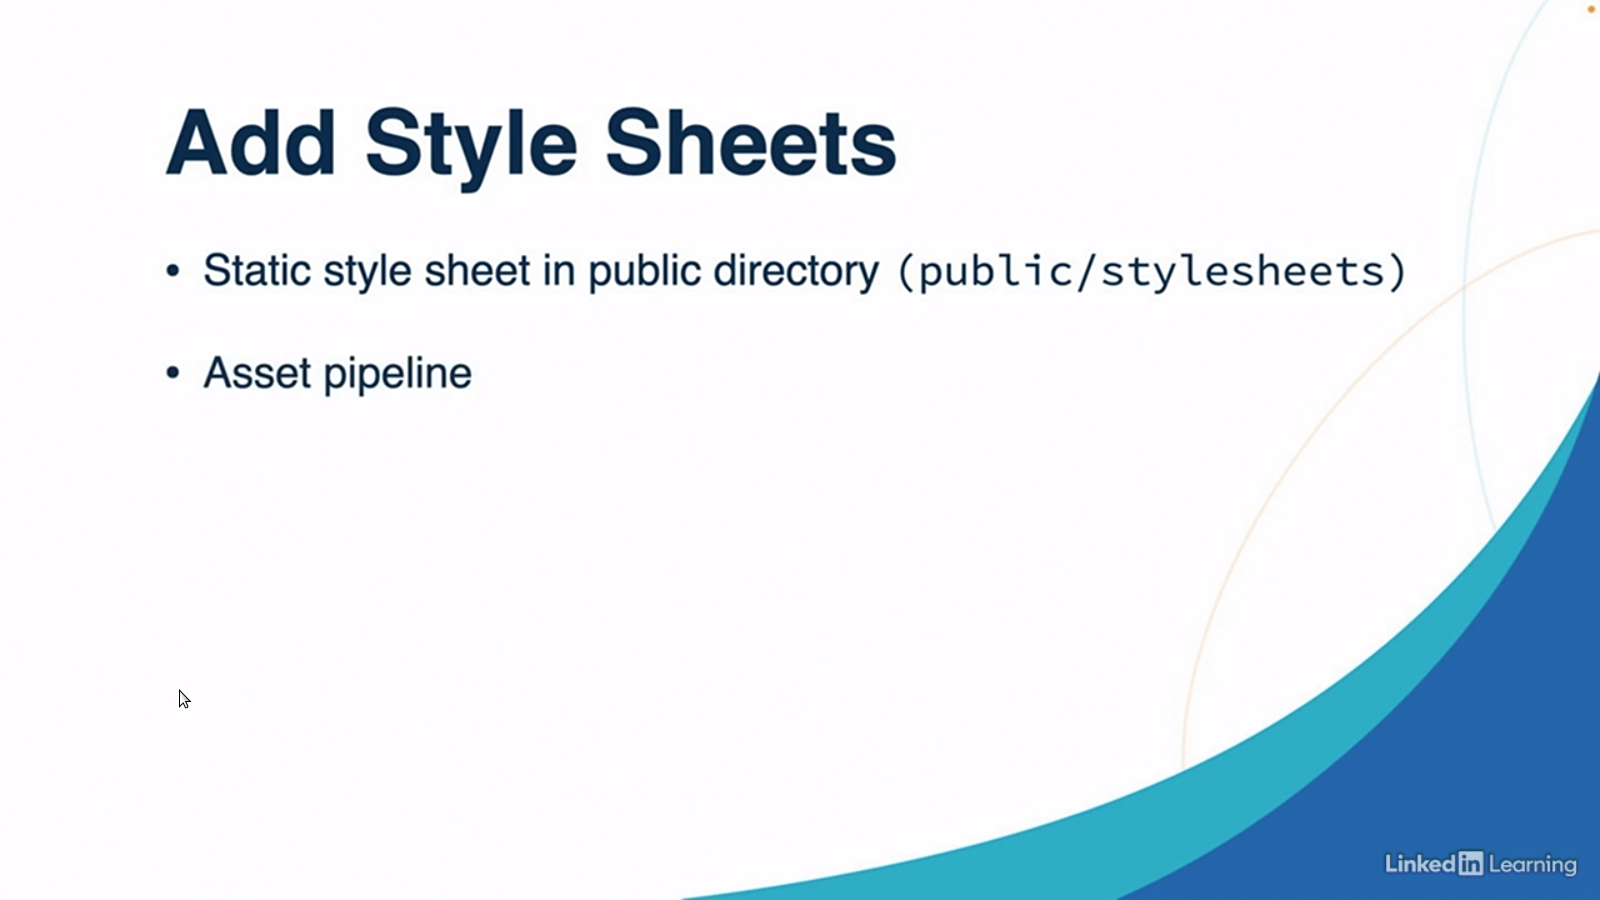 Add Style Sheets
• Static style sheet in public directory (public/stylesheets)
• Asset pipeline
Linked in Learning